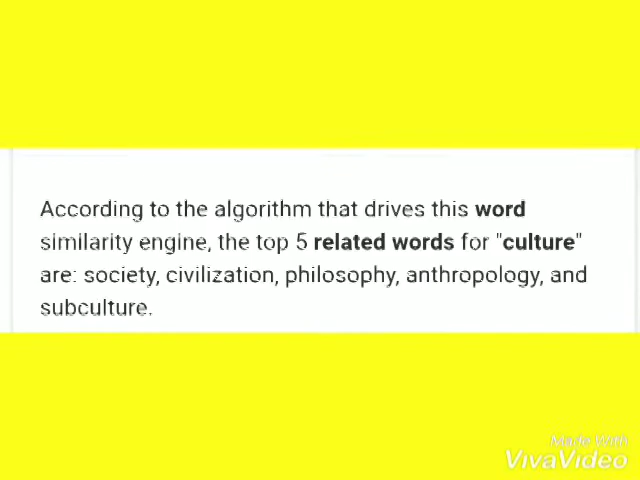 According to the algorithm that drives this word
similarity engine, the top 5 related words for "culture"
are: society, civilization, philosophy, anthropology, and
subculture.
Made With
VivaVideo